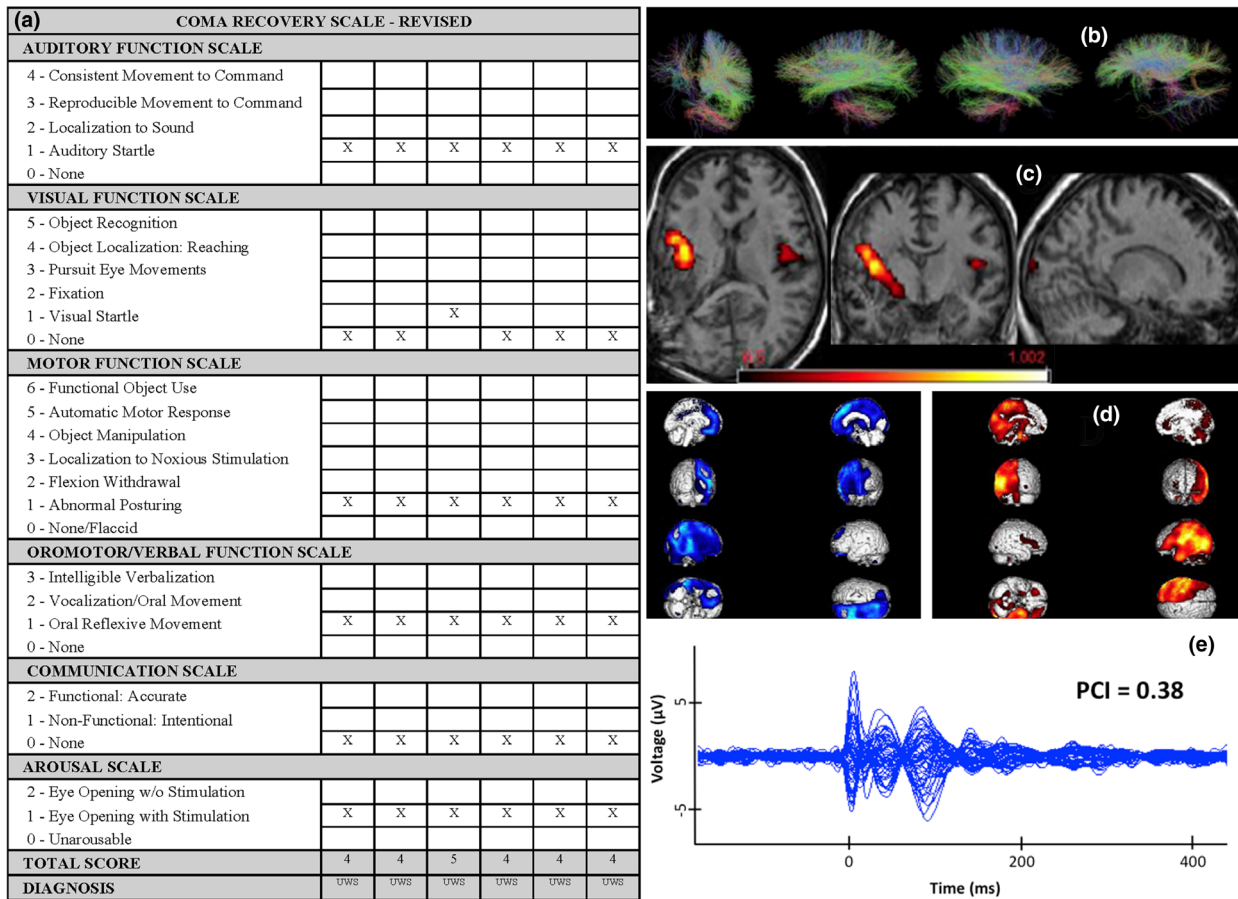 (a)
COMA RECOVERY SCALE - REVISED
AUDITORY FUNCTION SCALE
4 - Consistent Movement to Command
3 - Reproducible Movement to Command
2 - Localization to Sound
1 - Auditory Startle X X X X X X
0 - None
VISUAL FUNCTION SCALE
5 - Object Recognition
4 - Object Localization: Reaching
3 - Pursuit Eye Movements
2 - Fixation
1 - Visual Startle X
0 - None X X X X X
MOTOR FUNCTION SCALE
6 - Functional Object Use
5 - Automatic Motor Response
4 - Object Manipulation
3 - Localization to Noxious Stimulation
2 - Flexion Withdrawal
1 - Abnormal Posturing X X X X X X
0 - None/Flaccid
OROMOTOR/VERBAL FUNCTION SCALE
3 - Intelligible Verbalization
2 - Vocalization/Oral Movement
1 - Oral Reflexive Movement X X X X X X
0 - None
COMMUNICATION SCALE
2 - Functional: Accurate
1 - Non-Functional: Intentional
0 - None X X X X X X
AROUSAL SCALE
2 - Eye Opening w/o Stimulation
1 - Eye Opening with Stimulation X X X X X X
0 - Unarousable
TOTAL SCORE 4 4 5 4 4 4
DIAGNOSIS UWS UWS UWS UWS UWS UWS
(b)
(c)
1.002
(d)
(e)
PCI = 0.38
Voltage (μV)
5
-5
0 200 400
Time (ms)